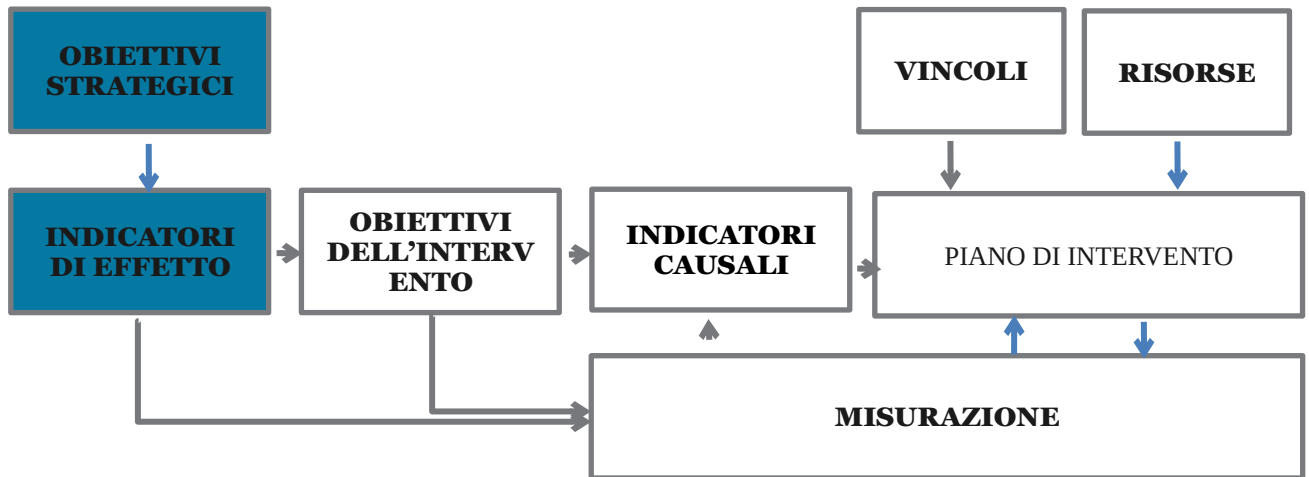 OBIETTIVI
STRATEGICI
VINCOLI
RISORSE
INDICATORI
DI EFFETTO
OBIETTIVI
DELL’INTERV
ENTO
INDICATORI
CAUSALI
PIANO DI INTERVENTO
MISURAZIONE